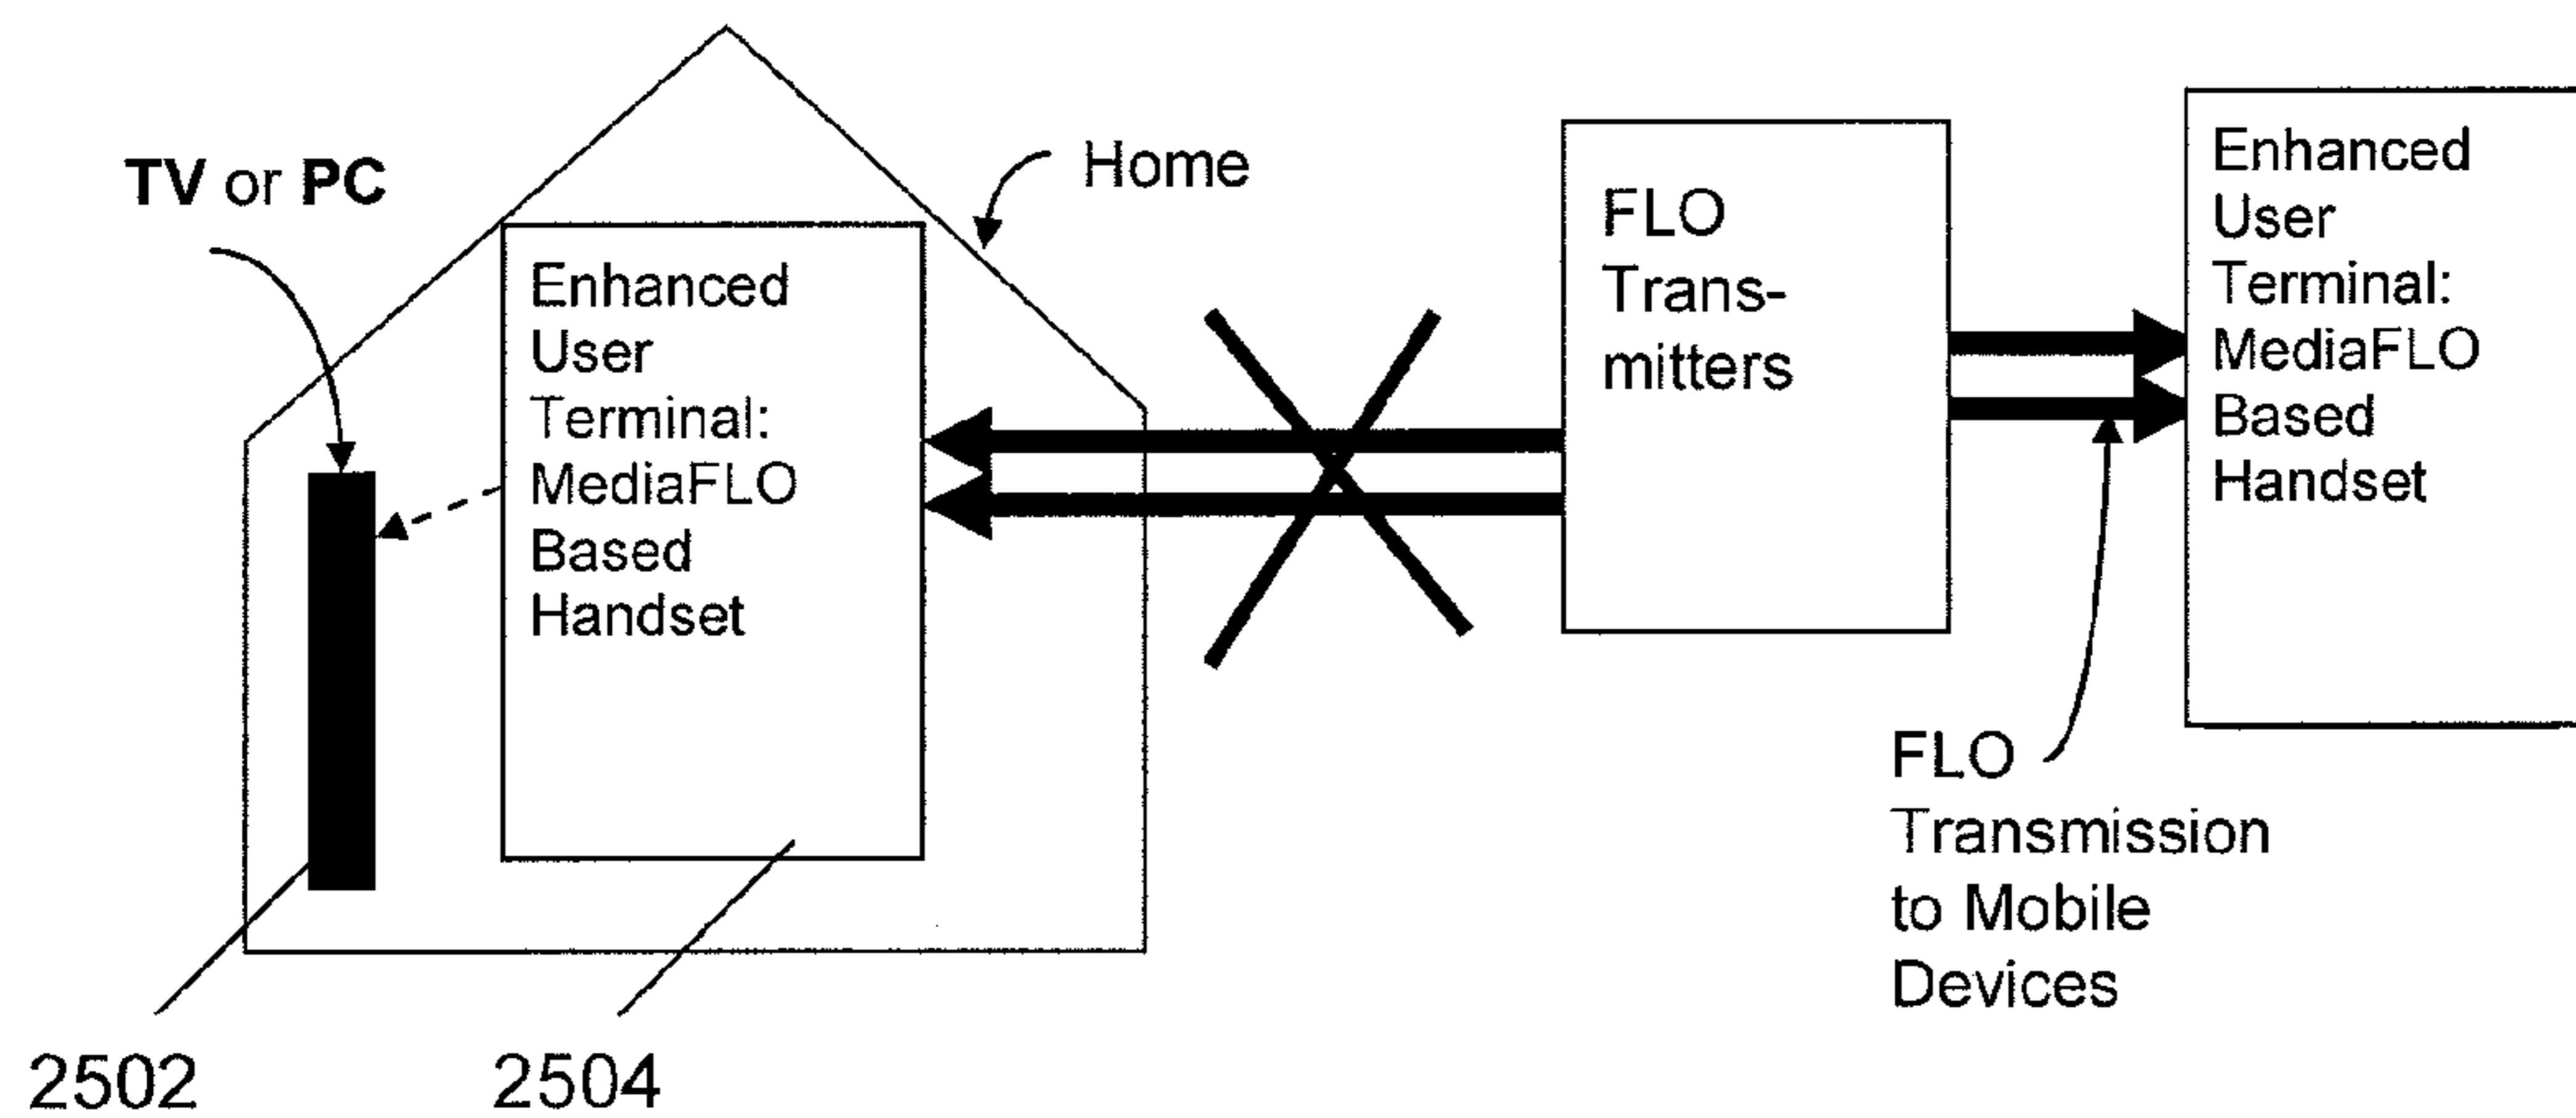 TV or PC
Home
Enhanced
User
Terminal:
MediaFLO
Based
Handset
FLO
Trans-
mitters
Enhanced
User
Terminal:
MediaFLO
Based
Handset
FLO
Transmission
to Mobile
Devices
2502
2504